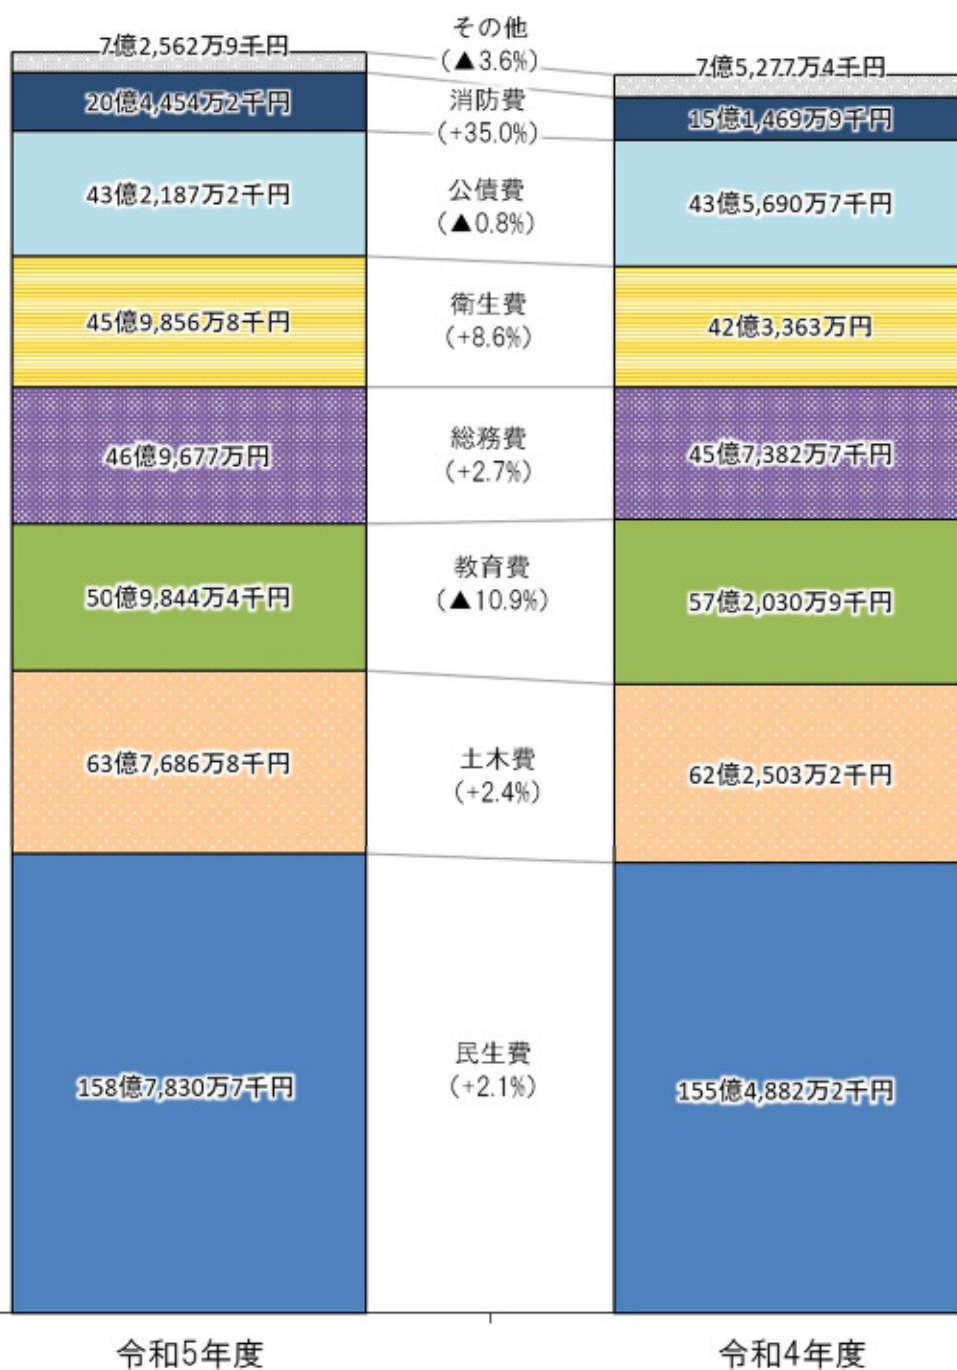 その他
7億2,562万9千円
(▲3.6%)
7億5,277万4千円
20億4,454万2千円
消防費
(+35.0%)
15億1,469万9千円
43億2,187万2千円
公債費
(▲0.8%)
43億5,690万7千円
45億9,856万8千円
衛生費
(+8.6%)
42億3,363万円
46億9,677万円
総務費
(+2.7%)
45億7,382万7千円
50億9,844万4千円
教育費
(▲10.9%)
57億2,030万9千円
63億7,686万8千円
土木費
(+2.4%)
62億2,503万2千円
158億7,830万7千円
民生費
(+2.1%)
155億4,882万2千円
令和5年度
令和4年度